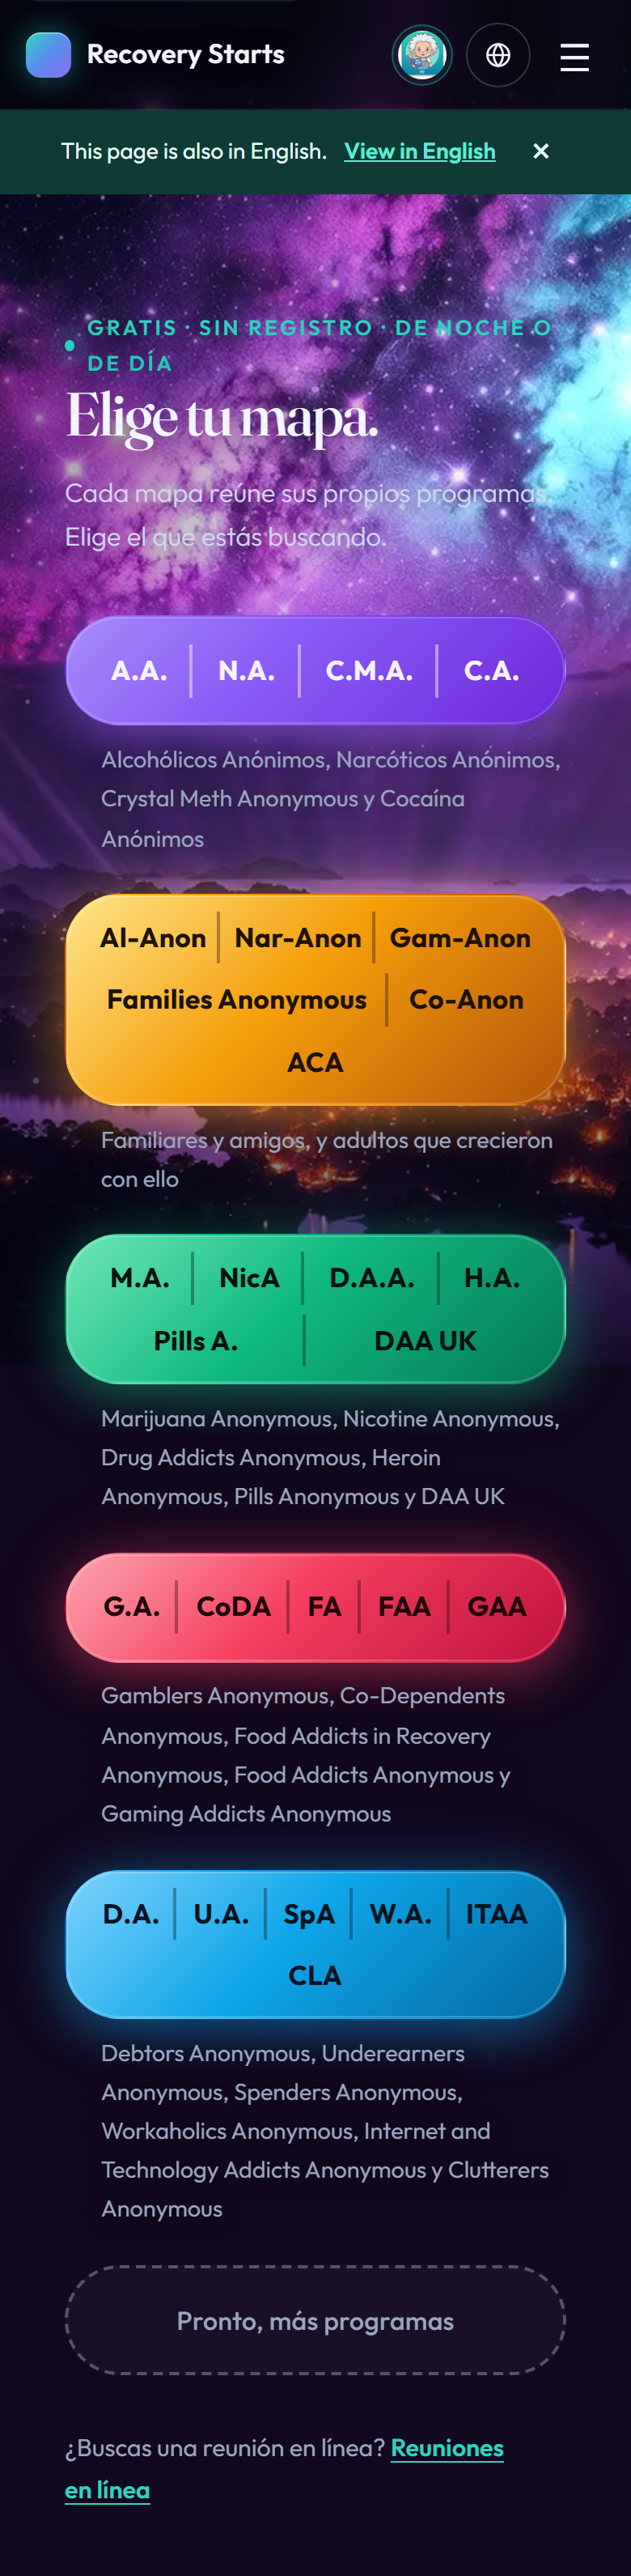 Recovery Starts
This page is also in English. View in English ✕
GRATIS · SIN REGISTRO · DE NOCHE O
DE DÍA
Elige tu mapa.
Cada mapa reúne sus propios programas.
Elige el que estás buscando.
A.A. N.A. C.M.A. C.A.
Alcohólicos Anónimos, Narcóticos Anónimos,
Crystal Meth Anonymous y Cocaína
Anónimos
Al-Anon Nar-Anon Gam-Anon
Families Anonymous Co-Anon
ACA
Familiares y amigos, y adultos que crecieron
con ello
M.A. NicA D.A.A. H.A.
Pills A. DAA UK
Marijuana Anonymous, Nicotine Anonymous,
Drug Addicts Anonymous, Heroin
Anonymous, Pills Anonymous y DAA UK
G.A. CoDA FA FAA GAA
Gamblers Anonymous, Co-Dependents
Anonymous, Food Addicts in Recovery
Anonymous, Food Addicts Anonymous y
Gaming Addicts Anonymous
D.A. U.A. SpA W.A. ITAA
CLA
Debtors Anonymous, Underearners
Anonymous, Spenders Anonymous,
Workaholics Anonymous, Internet and
Technology Addicts Anonymous y Clutterers
Anonymous
Pronto, más programas
¿Buscas una reunión en línea? Reuniones
en línea